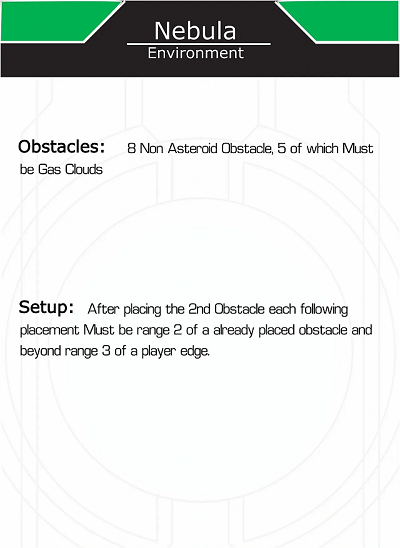 Nebula
Environment
Obstacles: 8 Non Asteroid Obstacle, 5 of which Must
be Gas Clouds
Setup: After placing the 2nd Obstacle each following
placement Must be range 2 of a already placed obstacle and
beyond range 3 of a player edge.